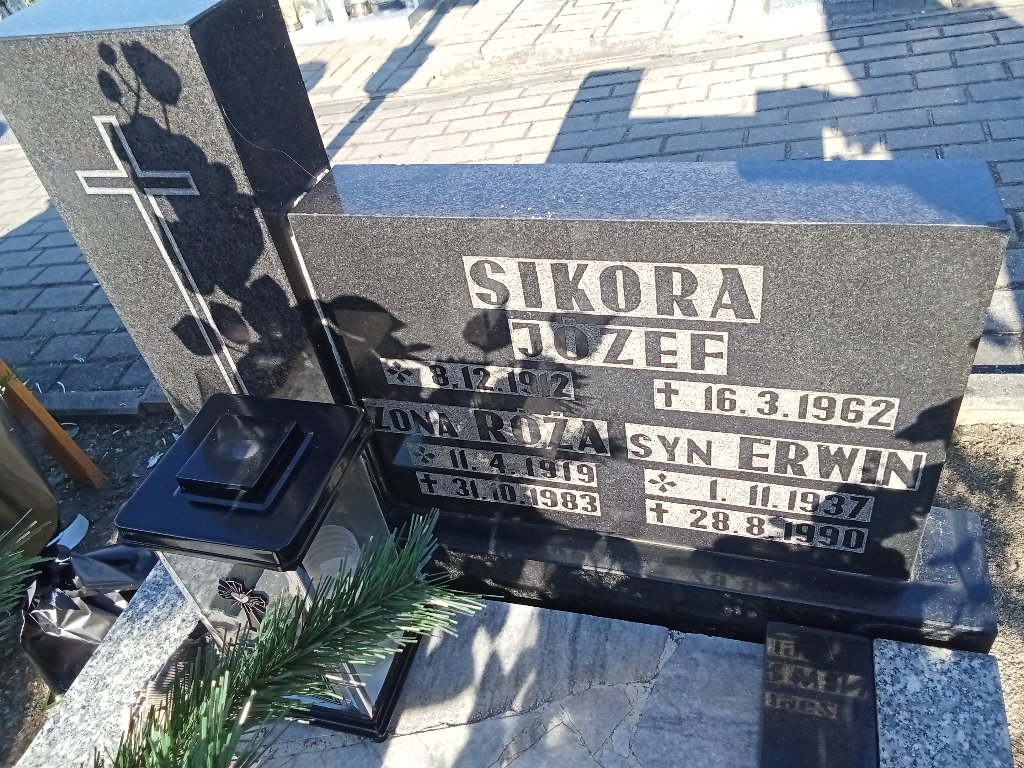 SIKORA
JÓZEF
8.12.1912 ✝ 16.3.1962
ŻONA RÓŻA SYN ERWIN
11.4.1919 1.11.1937
✝ 31.10.1983 ✝ 28.8.1990